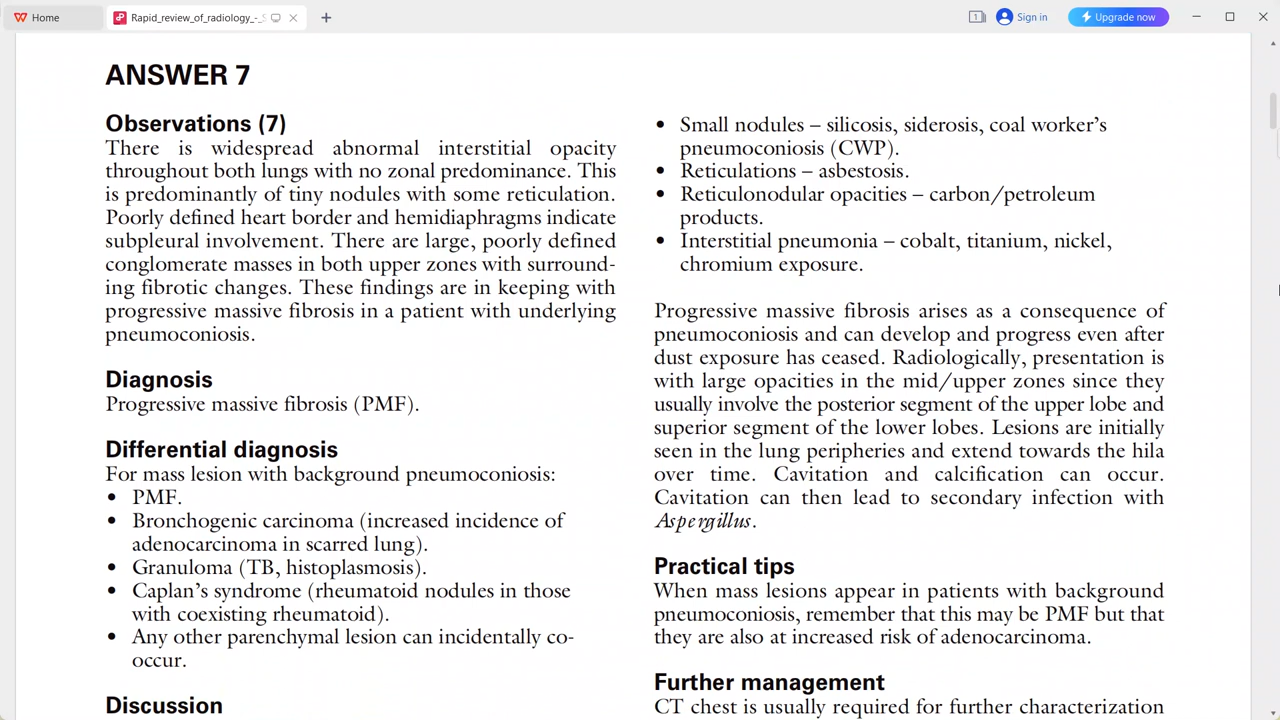 Home
Rapid_review_of_radiology_-_S
1
Sign in
Upgrade now
ANSWER 7
Observations (7)
There is widespread abnormal interstitial opacity
throughout both lungs with no zonal predominance. This
is predominantly of tiny nodules with some reticulation.
Poorly defined heart border and hemidiaphragms indicate
subpleural involvement. There are large, poorly defined
conglomerate masses in both upper zones with surround-
ing fibrotic changes. These findings are in keeping with
progressive massive fibrosis in a patient with underlying
pneumoconiosis.
Diagnosis
Progressive massive fibrosis (PMF).
Differential diagnosis
For mass lesion with background pneumoconiosis:
• PMF.
• Bronchogenic carcinoma (increased incidence of
adenocarcinoma in scarred lung).
• Granuloma (TB, histoplasmosis).
• Caplan's syndrome (rheumatoid nodules in those
with coexisting rheumatoid).
• Any other parenchymal lesion can incidentally co-
occur.
Discussion
• Small nodules – silicosis, siderosis, coal worker's
pneumoconiosis (CWP).
• Reticulations – asbestosis.
• Reticulonodular opacities – carbon/petroleum
products.
• Interstitial pneumonia – cobalt, titanium, nickel,
chromium exposure.
Progressive massive fibrosis arises as a consequence of
pneumoconiosis and can develop and progress even after
dust exposure has ceased. Radiologically, presentation is
with large opacities in the mid/upper zones since they
usually involve the posterior segment of the upper lobe and
superior segment of the lower lobes. Lesions are initially
seen in the lung peripheries and extend towards the hila
over time. Cavitation and calcification can occur.
Cavitation can then lead to secondary infection with
Aspergillus.
Practical tips
When mass lesions appear in patients with background
pneumoconiosis, remember that this may be PMF but that
they are also at increased risk of adenocarcinoma.
Further management
CT chest is usually required for further characterization